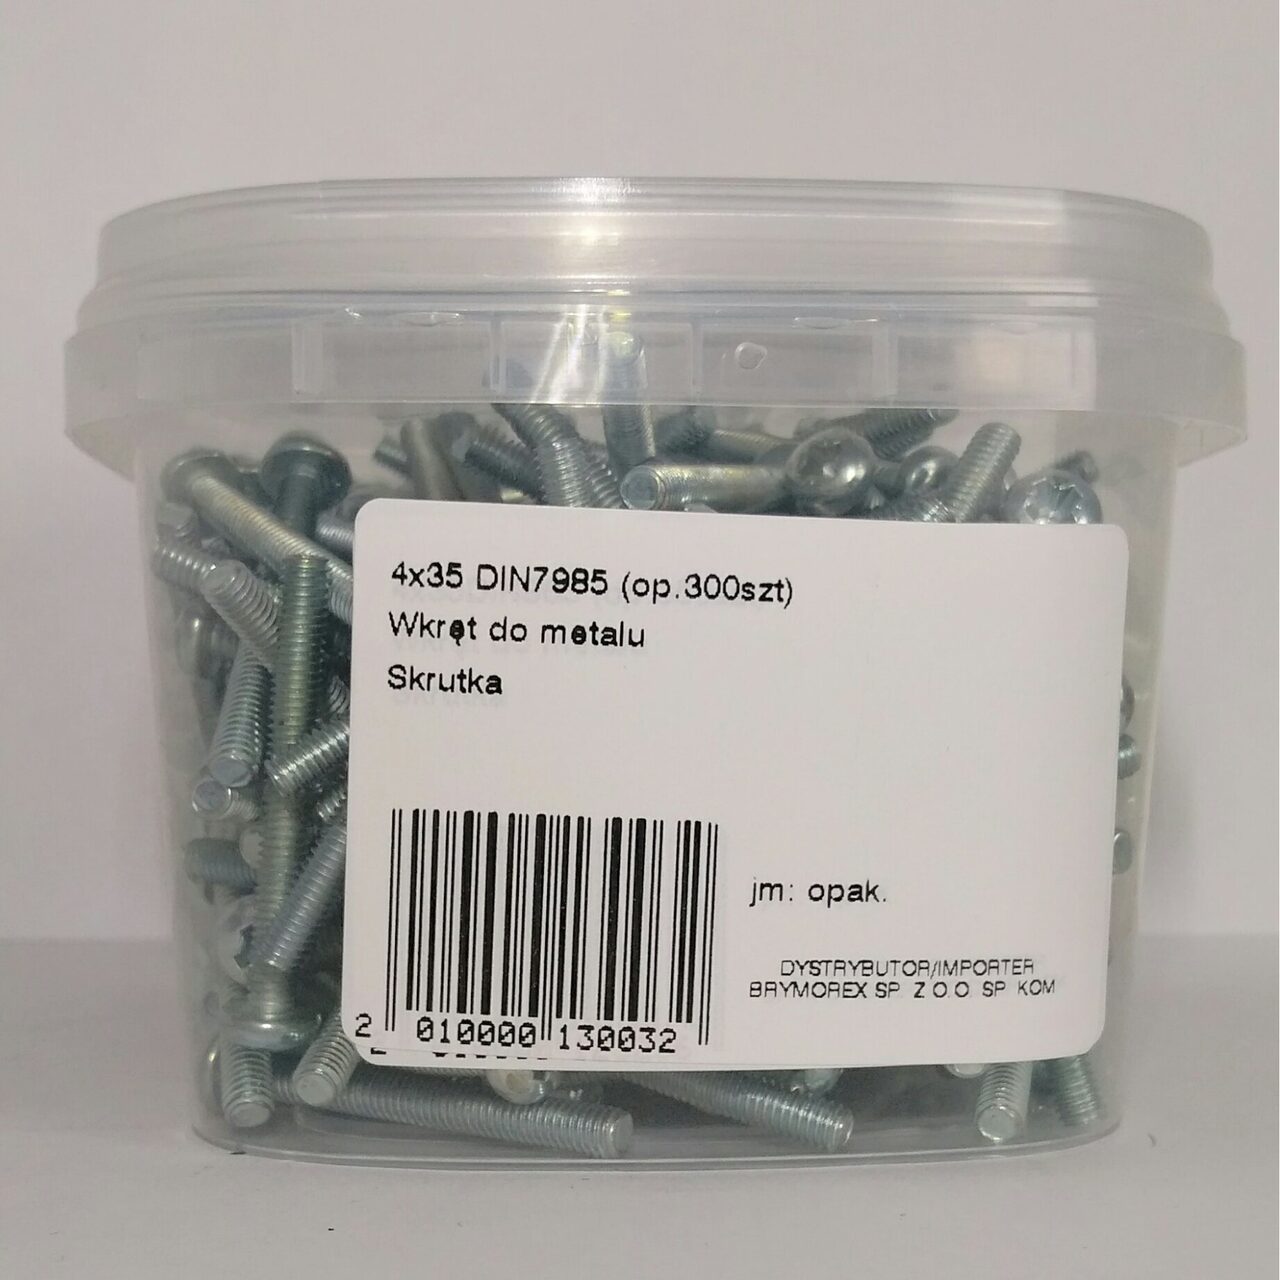 4x35 DIN7985 (op.300szt)
Wkręt do metalu
Skrutka
jm: opak.
DYSTRYBUTOR/IMPORTER
BRYMOREX SP. Z O.O. SP. KOM
2 010000 130032